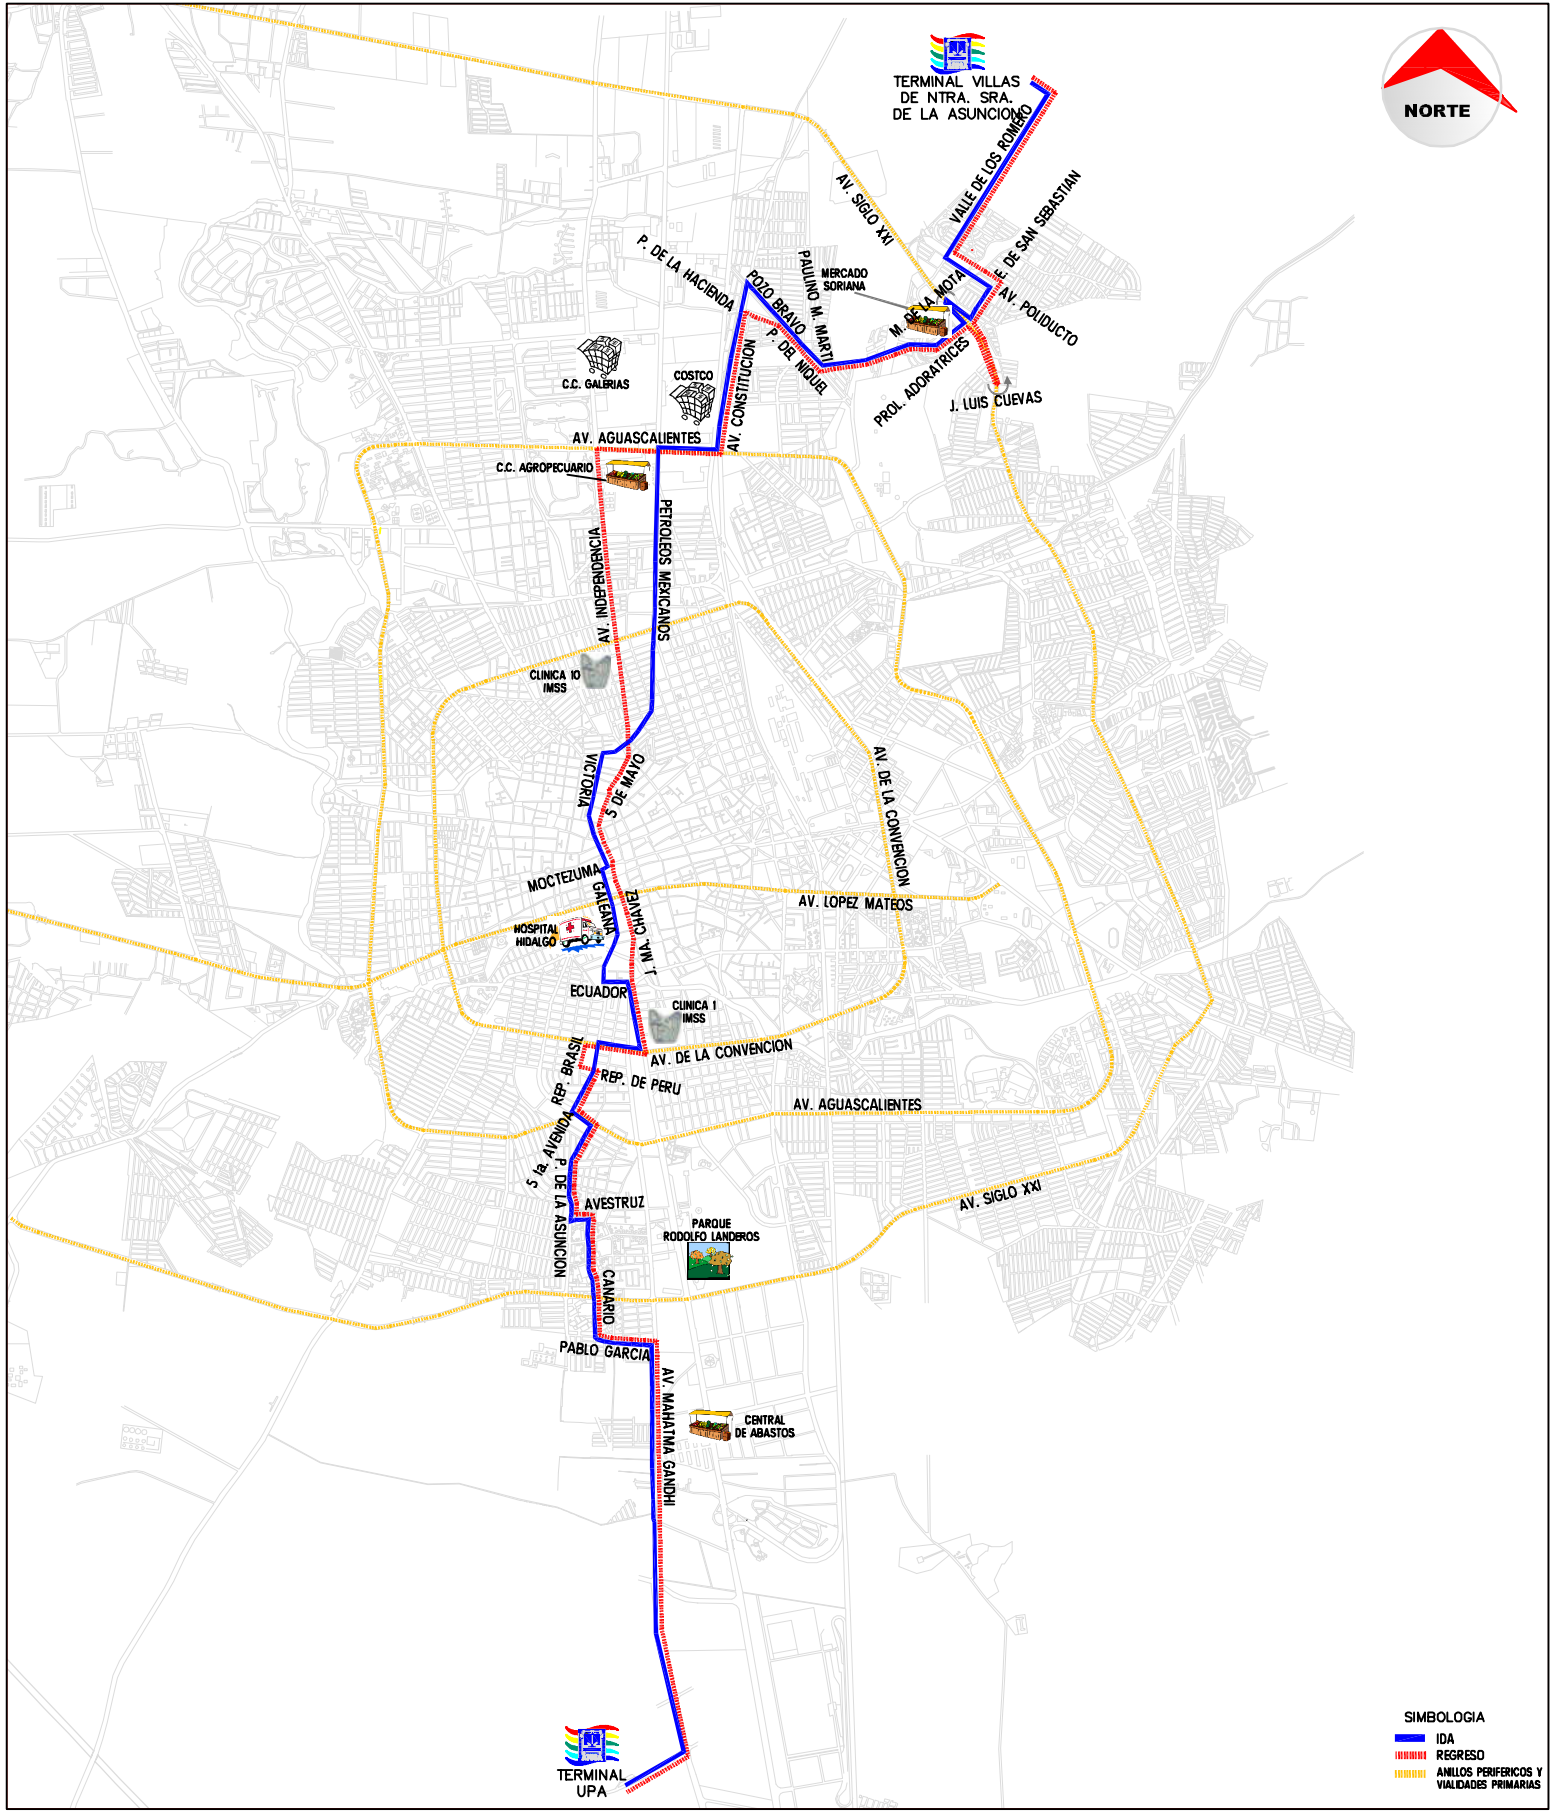 TERMINAL VILLAS
DE NTRA. SRA.
DE LA ASUNCION
NORTE
VALLE DE LOS ROMERO
AV. SIGLO XXI
E. DE SAN SEBASTIAN
P. DE LA HACIENDA
POZO BRAVO
PAULINO M. MARTI
MERCADO
SORIANA
M. DE LA MOTA
AV. POLIDUCTO
P. DEL NIQUEL
PROL. ADORATRICES
J. LUIS CUEVAS
C.C. GALERIAS
COSTCO
AV. CONSTITUCION
AV. AGUASCALIENTES
C.C. AGROPECUARIO
PETROLEOS MEXICANOS
AV. INDEPENDENCIA
CLINICA 10
IMSS
VICTORIA
5 DE MAYO
AV. DE LA CONVENCION
MOCTEZUMA
GALEANA
J. MA. CHAVEZ
AV. LOPEZ MATEOS
HOSPITAL
HIDALGO
ECUADOR
CLINICA 1
IMSS
REP. BRASIL
AV. DE LA CONVENCION
REP. DE PERU
AV. AGUASCALIENTES
S 1a. AVENIDA
P. DE LA ASUNCION
AVESTRUZ
AV. SIGLO XXI
PARQUE
RODOLFO LANDEROS
CANARIO
PABLO GARCIA
AV. MAHATMA GANDHI
CENTRAL
DE ABASTOS
TERMINAL
UPA
SIMBOLOGIA
IDA
REGRESO
ANILLOS PERIFERICOS Y
VIALIDADES PRIMARIAS